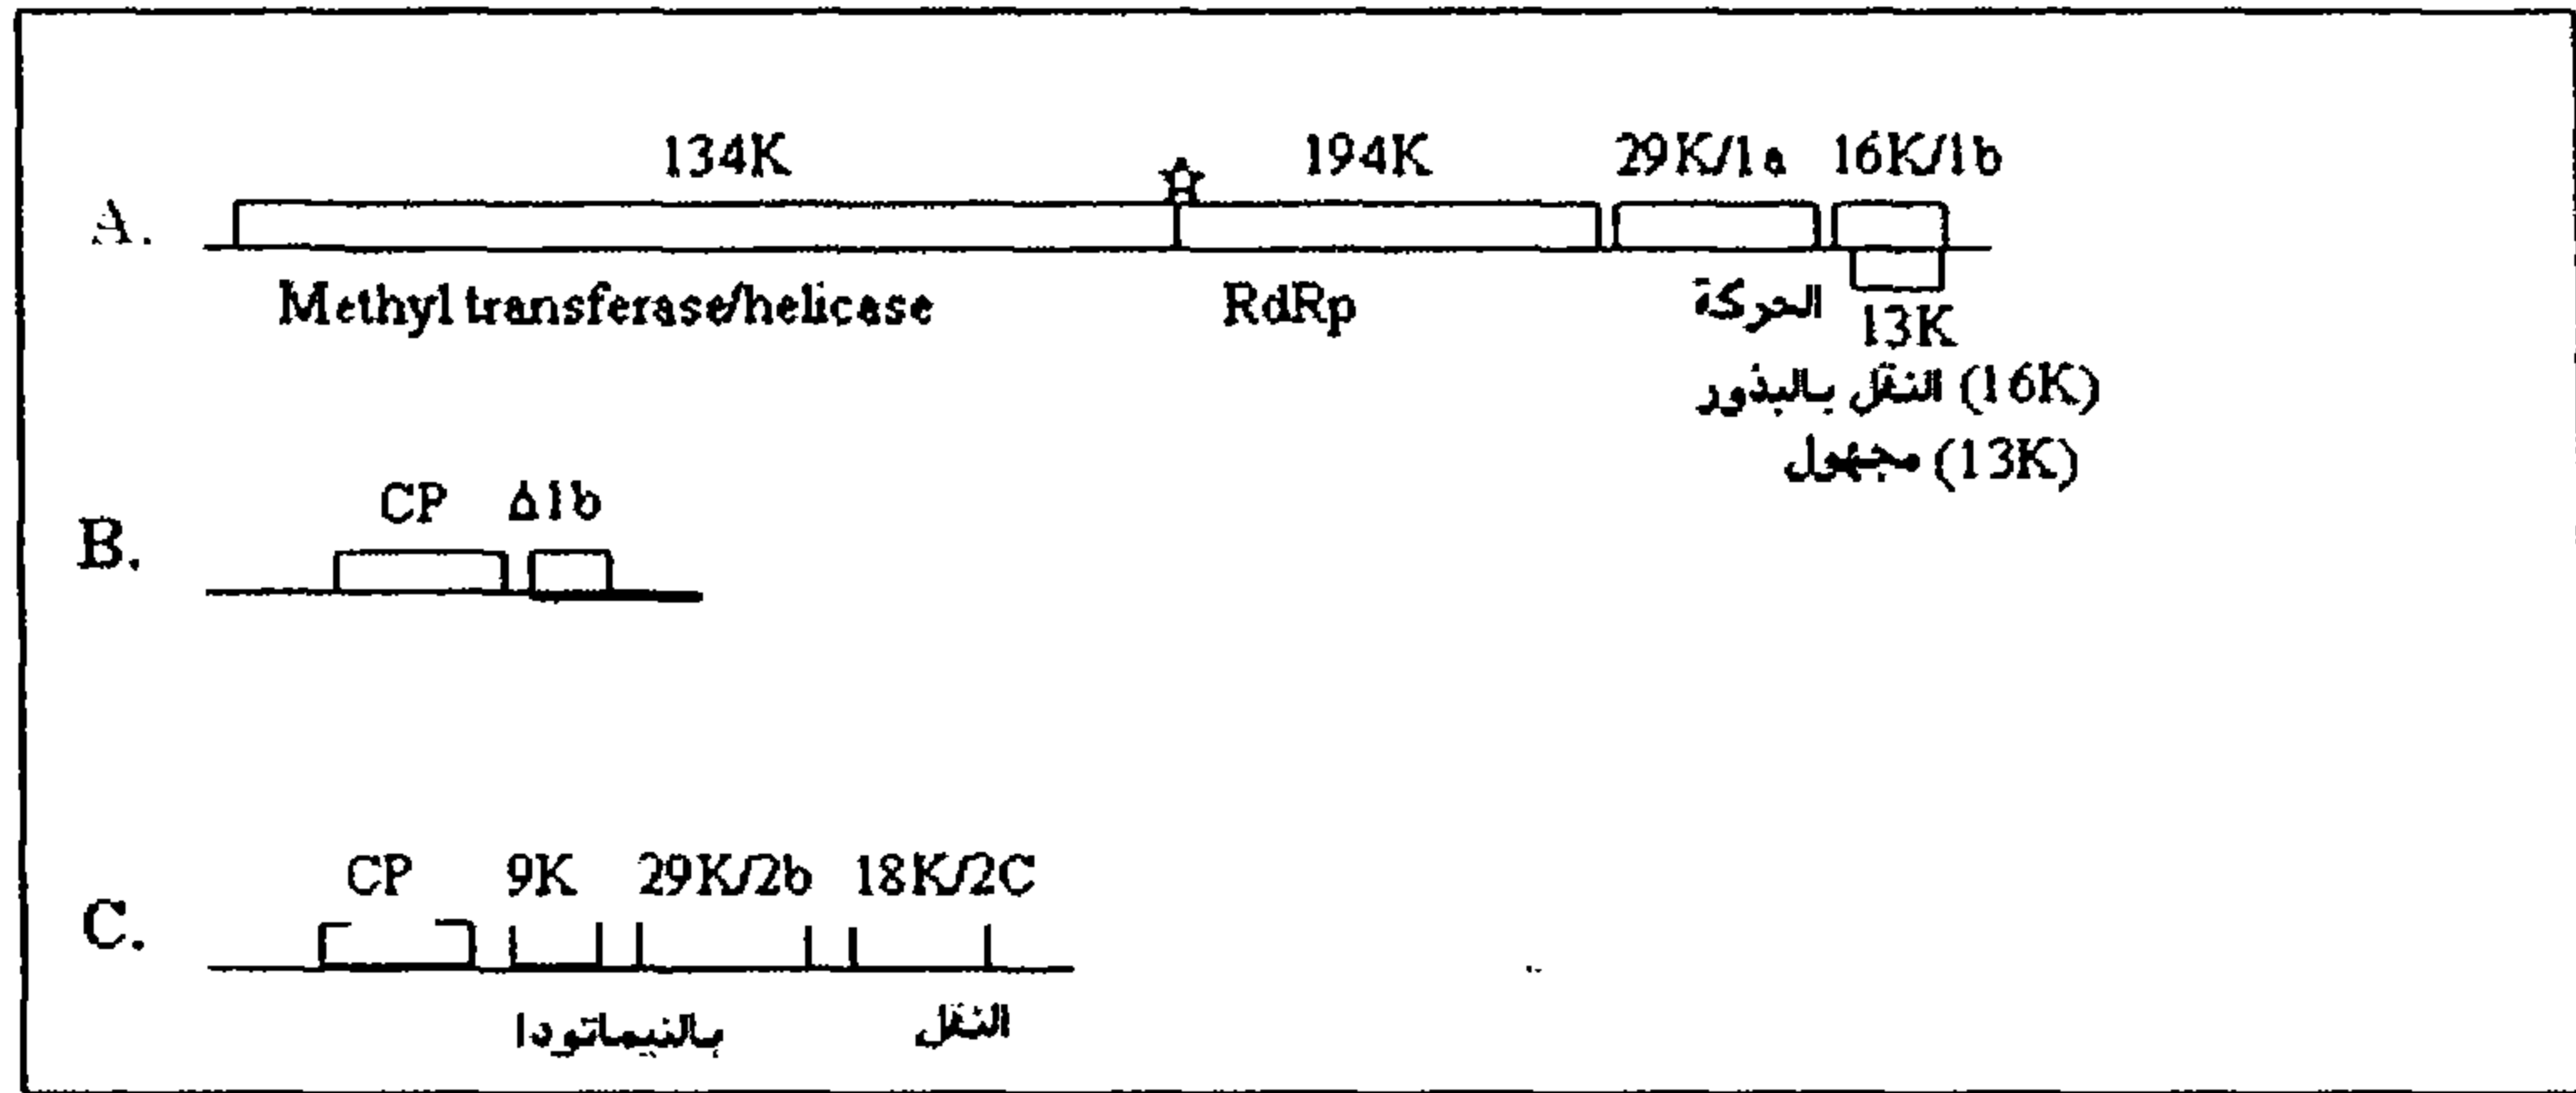 134K 194K 29K/1a 16K/1b
A.
Methyl transferase/helicase RdRp الحركة 13K
النقل بالبذور (16K)
مجهول (13K)
CP Δ1b
B.
CP 9K 29K/2b 18K/2C
C.
النقل بالنيماتودا